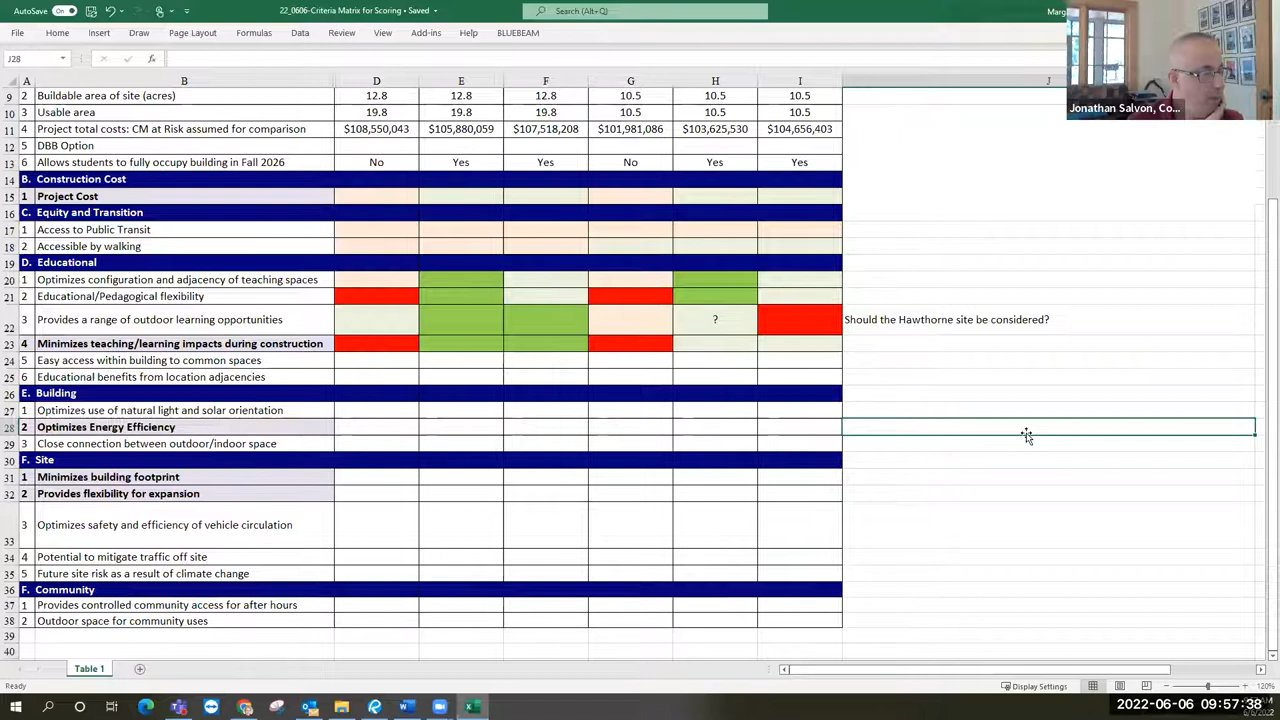 AutoSave On 22_0606-Criteria Matrix for Scoring • Saved Search (Alt+Q)
File Home Insert Draw Page Layout Formulas Data Review View Add-ins Help BLUEBEAM
Jonathan Salvon, Co...
J28 fx
A B D E F G H I J
9 2 Buildable area of site (acres) 12.8 12.8 12.8 10.5 10.5 10.5
10 3 Usable area 19.8 19.8 19.8 10.5 10.5 10.5
11 4 Project total costs: CM at Risk assumed for comparison $108,550,043 $105,880,059 $107,518,208 $101,981,086 $103,625,530 $104,656,403
12 5 DBB Option
13 6 Allows students to fully occupy building in Fall 2026 No Yes Yes No Yes Yes
14 B. Construction Cost
15 1 Project Cost
16 C. Equity and Transition
17 1 Access to Public Transit
18 2 Accessible by walking
19 D. Educational
20 1 Optimizes configuration and adjacency of teaching spaces
21 2 Educational/Pedagogical flexibility
22 3 Provides a range of outdoor learning opportunities ? Should the Hawthorne site be considered?
23 4 Minimizes teaching/learning impacts during construction
24 5 Easy access within building to common spaces
25 6 Educational benefits from location adjacencies
26 E. Building
27 1 Optimizes use of natural light and solar orientation
28 2 Optimizes Energy Efficiency
29 3 Close connection between outdoor/indoor space
30 F. Site
31 1 Minimizes building footprint
32 2 Provides flexibility for expansion
33 3 Optimizes safety and efficiency of vehicle circulation
34 4 Potential to mitigate traffic off site
35 5 Future site risk as a result of climate change
36 F. Community
37 1 Provides controlled community access for after hours
38 2 Outdoor space for community uses
39
40
Table 1
Ready Display Settings 120%
2022-06-06 09:57:38